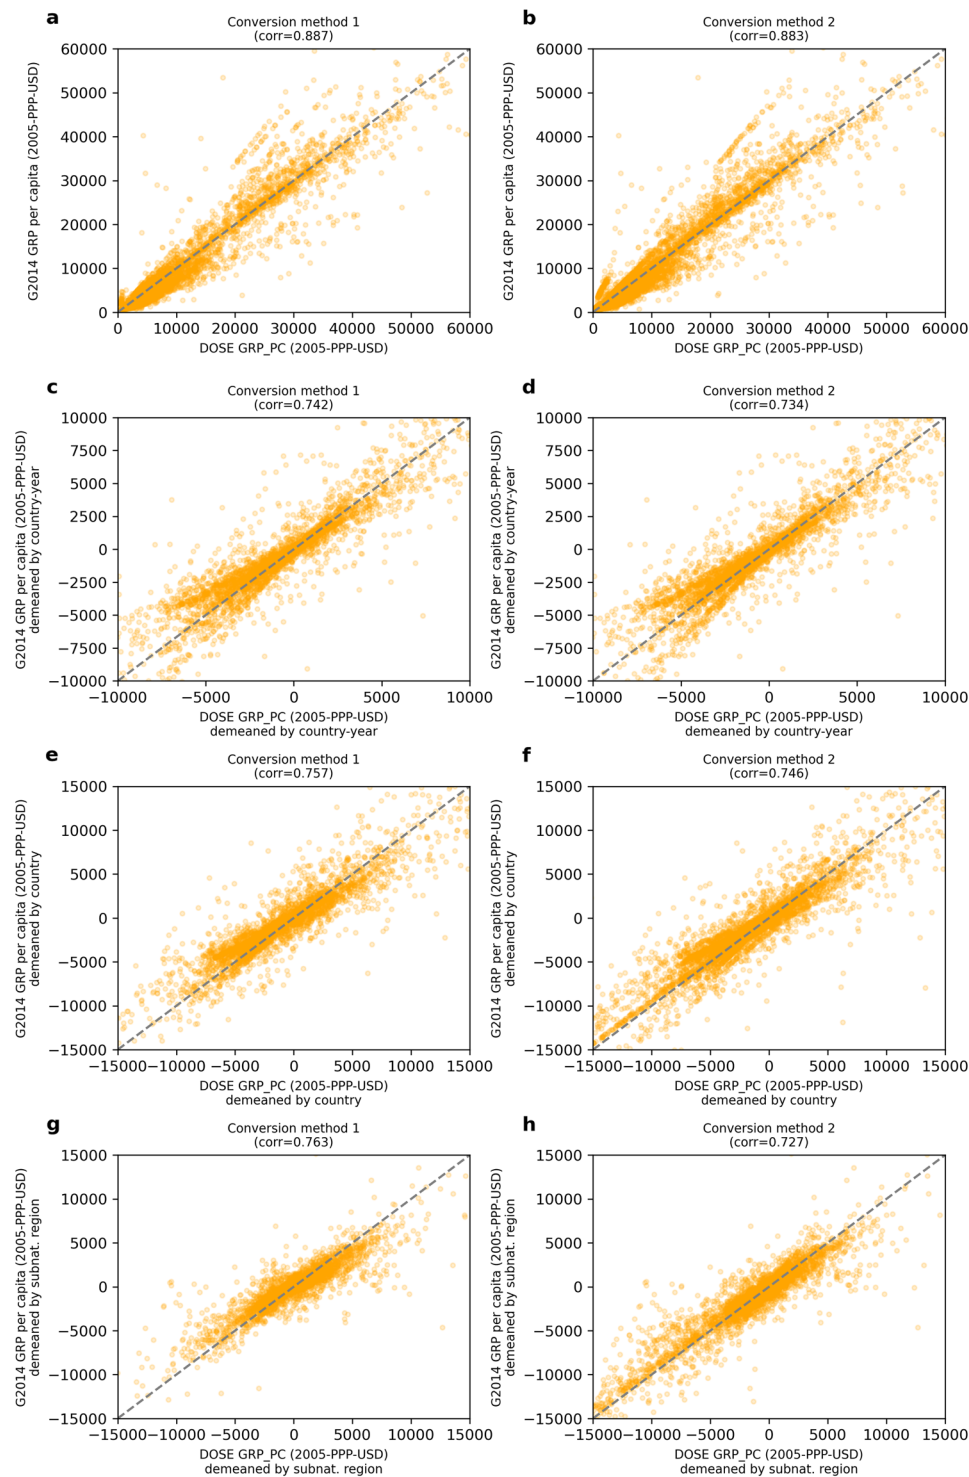 a
Conversion method 1
(corr=0.887)
60000
50000
40000
30000
20000
10000
0
G2014 GRP per capita (2005-PPP-USD)
0 10000 20000 30000 40000 50000 60000
DOSE GRP_PC (2005-PPP-USD)
b
Conversion method 2
(corr=0.883)
60000
50000
40000
30000
20000
10000
0
G2014 GRP per capita (2005-PPP-USD)
0 10000 20000 30000 40000 50000 60000
DOSE GRP_PC (2005-PPP-USD)
c
Conversion method 1
(corr=0.742)
10000
7500
5000
2500
0
−2500
−5000
−7500
−10000
G2014 GRP per capita (2005-PPP-USD)
demeaned by country-year
−10000 −5000 0 5000 10000
DOSE GRP_PC (2005-PPP-USD)
demeaned by country-year
d
Conversion method 2
(corr=0.734)
10000
7500
5000
2500
0
−2500
−5000
−7500
−10000
G2014 GRP per capita (2005-PPP-USD)
demeaned by country-year
−10000 −5000 0 5000 10000
DOSE GRP_PC (2005-PPP-USD)
demeaned by country-year
e
Conversion method 1
(corr=0.757)
15000
10000
5000
0
−5000
−10000
−15000
G2014 GRP per capita (2005-PPP-USD)
demeaned by country
−15000 −10000 −5000 0 5000 10000 15000
DOSE GRP_PC (2005-PPP-USD)
demeaned by country
f
Conversion method 2
(corr=0.746)
15000
10000
5000
0
−5000
−10000
−15000
G2014 GRP per capita (2005-PPP-USD)
demeaned by country
−15000 −10000 −5000 0 5000 10000 15000
DOSE GRP_PC (2005-PPP-USD)
demeaned by country
g
Conversion method 1
(corr=0.763)
15000
10000
5000
0
−5000
−10000
−15000
G2014 GRP per capita (2005-PPP-USD)
demeaned by subnat. region
−15000 −10000 −5000 0 5000 10000 15000
DOSE GRP_PC (2005-PPP-USD)
demeaned by subnat. region
h
Conversion method 2
(corr=0.727)
15000
10000
5000
0
−5000
−10000
−15000
G2014 GRP per capita (2005-PPP-USD)
demeaned by subnat. region
−15000 −10000 −5000 0 5000 10000 15000
DOSE GRP_PC (2005-PPP-USD)
demeaned by subnat. region